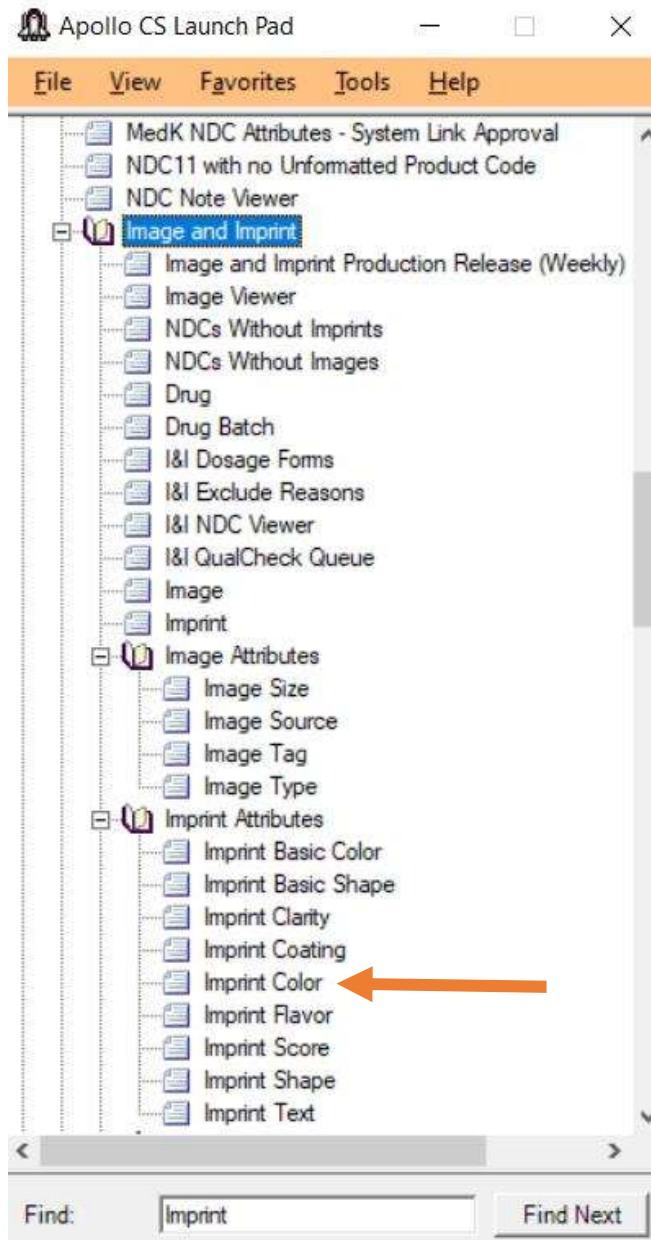 Apollo CS Launch Pad
File View Favorites Tools Help
MedK NDC Attributes - System Link Approval
NDC11 with no Unformatted Product Code
NDC Note Viewer
Image and Imprint
Image and Imprint Production Release (Weekly)
Image Viewer
NDCs Without Imprints
NDCs Without Images
Drug
Drug Batch
I&I Dosage Forms
I&I Exclude Reasons
I&I NDC Viewer
I&I QualCheck Queue
Image
Imprint
Image Attributes
Image Size
Image Source
Image Tag
Image Type
Imprint Attributes
Imprint Basic Color
Imprint Basic Shape
Imprint Clarity
Imprint Coating
Imprint Color
Imprint Flavor
Imprint Score
Imprint Shape
Imprint Text
Find: Imprint Find Next